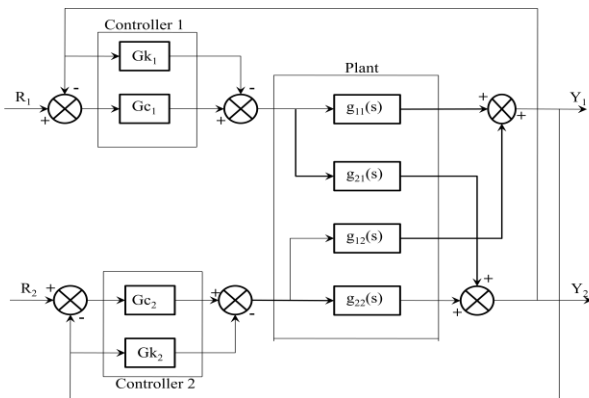 Controller 1
Gk₁
-
-
Plant
R₁
+
Gc₁
+
g₁₁(s)
+
+
Y₁
g₂₁(s)
g₁₂(s)
+
R₂
+
-
Gc₂
+
-
g₂₂(s)
+
Y₂
Gk₂
Controller 2